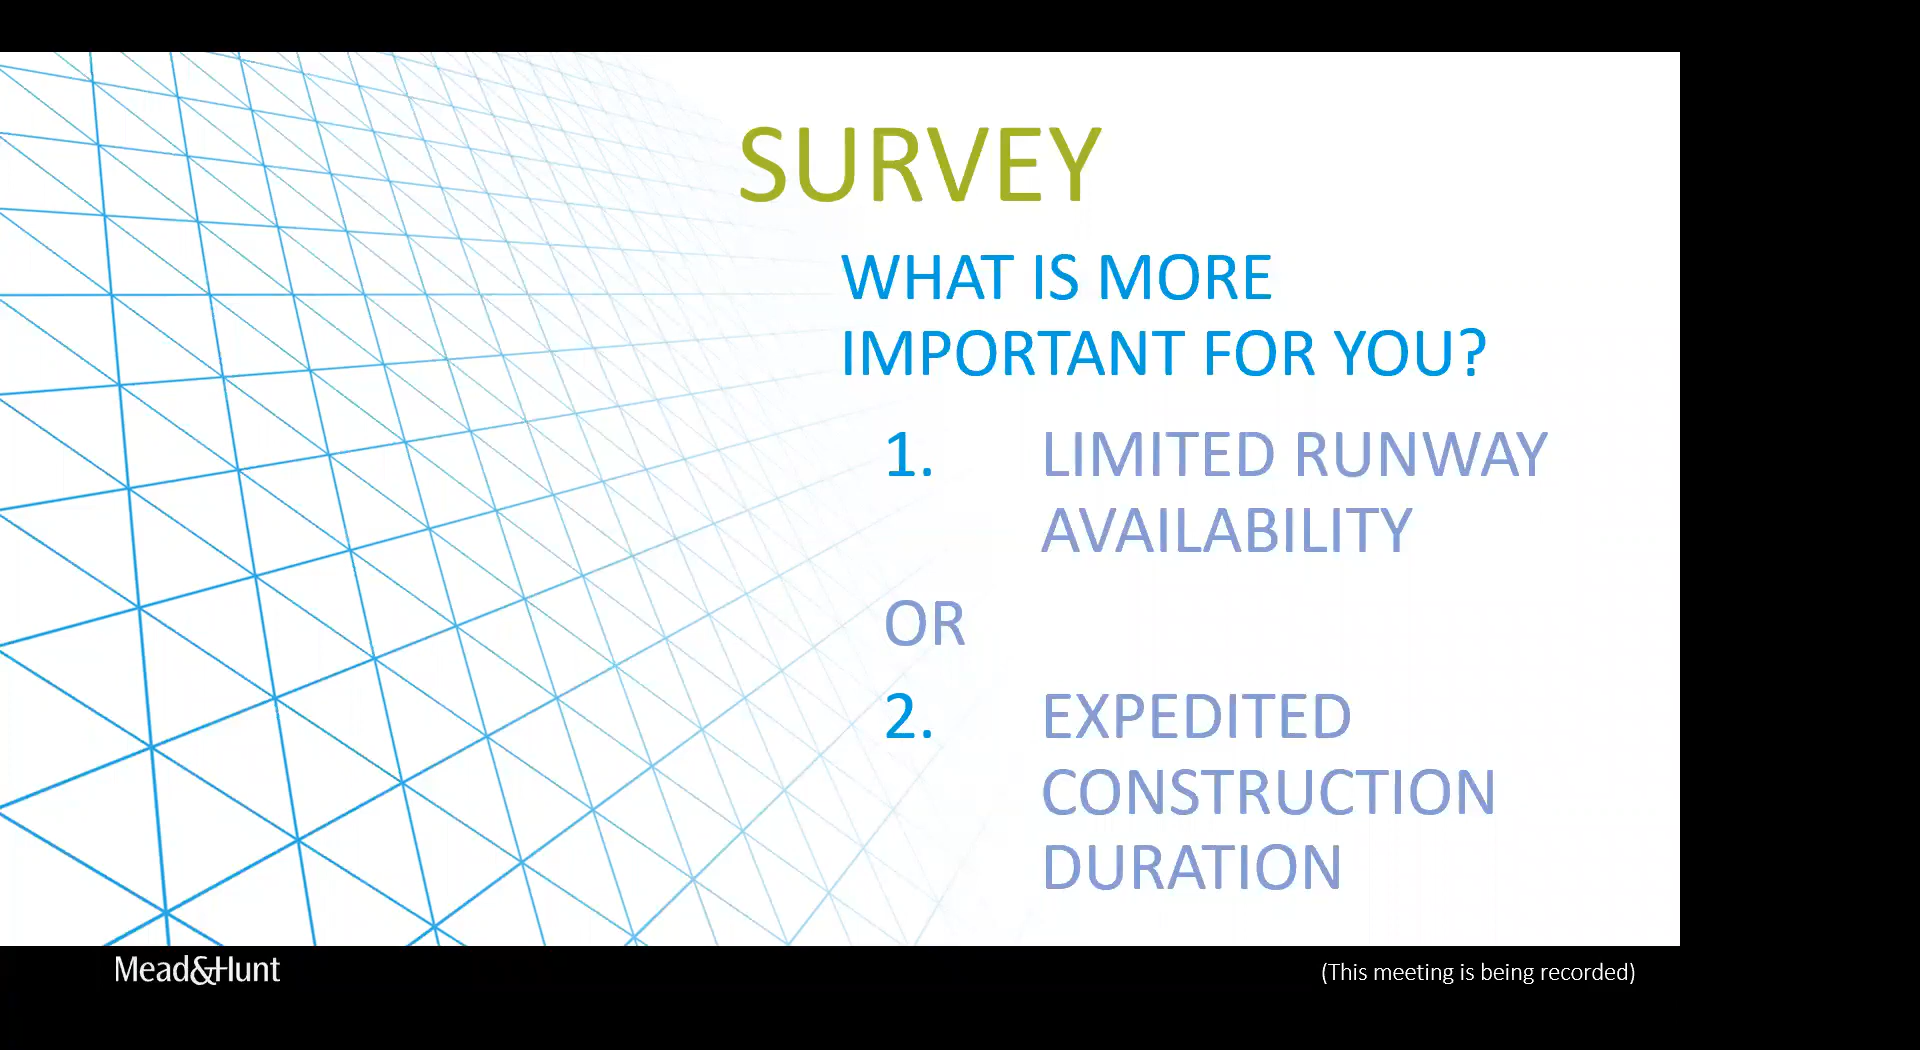 SURVEY
WHAT IS MORE
IMPORTANT FOR YOU?
1. LIMITED RUNWAY
AVAILABILITY
OR
2. EXPEDITED
CONSTRUCTION
DURATION
Mead&Hunt
(This meeting is being recorded)